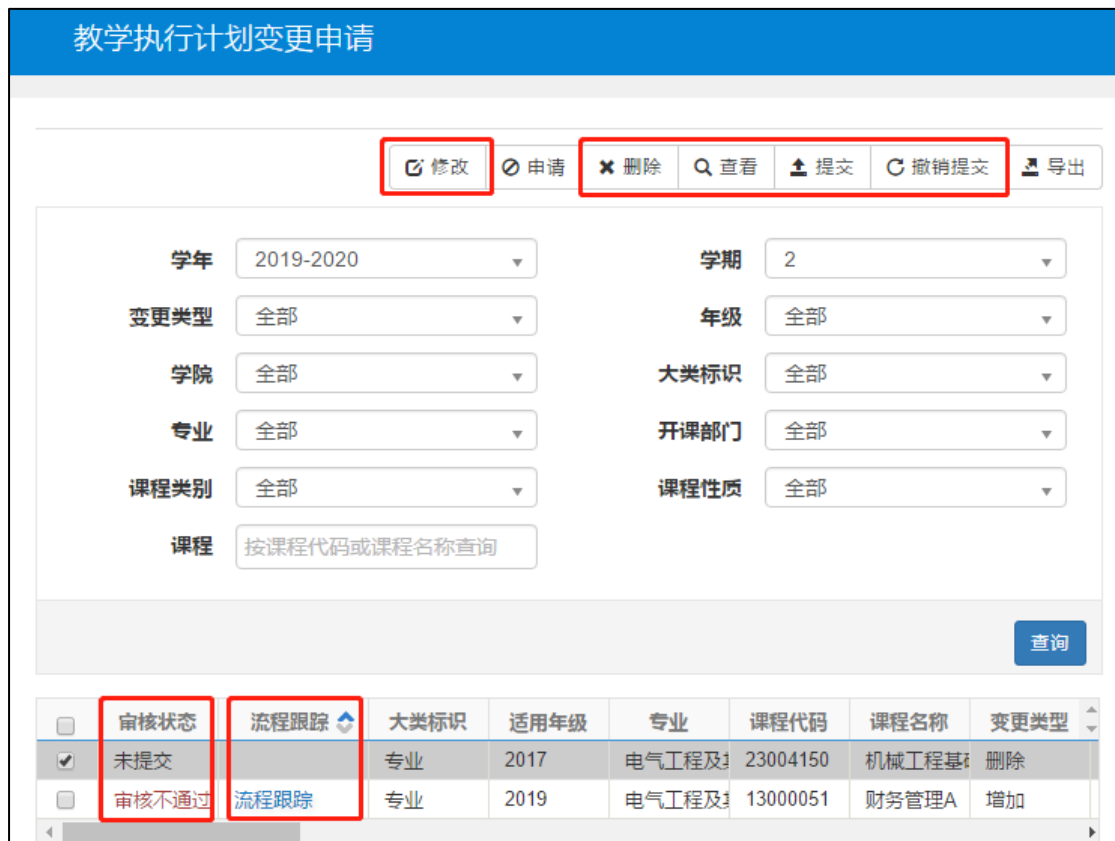 教学执行计划变更申请
修改 申请 删除 查看 提交 撤销提交 导出
学年 2019-2020 学期 2
变更类型 全部 年级 全部
学院 全部 大类标识 全部
专业 全部 开课部门 全部
课程类别 全部 课程性质 全部
课程 按课程代码或课程名称查询
查询
审核状态 流程跟踪 大类标识 适用年级 专业 课程代码 课程名称 变更类型
未提交 专业 2017 电气工程及 23004150 机械工程基 删除
审核不通过 流程跟踪 专业 2019 电气工程及 13000051 财务管理A 增加